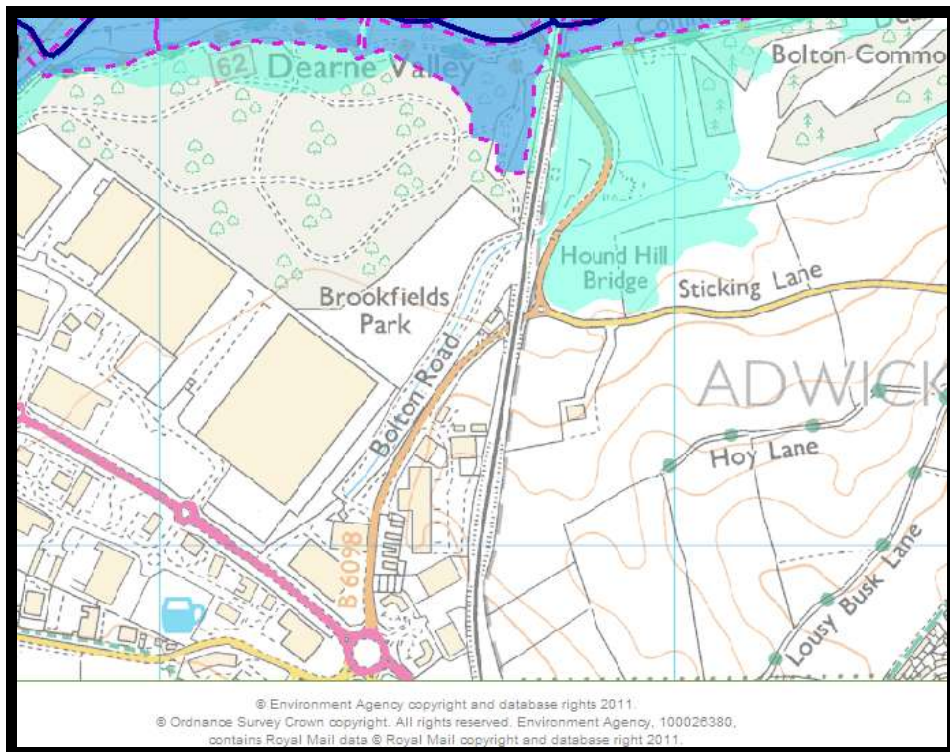 62
Dearne Valley
Bolton Commo
Hound Hill
Bridge
Sticking Lane
Brookfields
Park
Bolton Road
ADWICK
Hoy Lane
B6098
Lousy Busk Lane
© Environment Agency copyright and database rights 2011.
© Ordnance Survey Crown copyright. All rights reserved. Environment Agency, 100026380,
contains Royal Mail data © Royal Mail copyright and database right 2011.